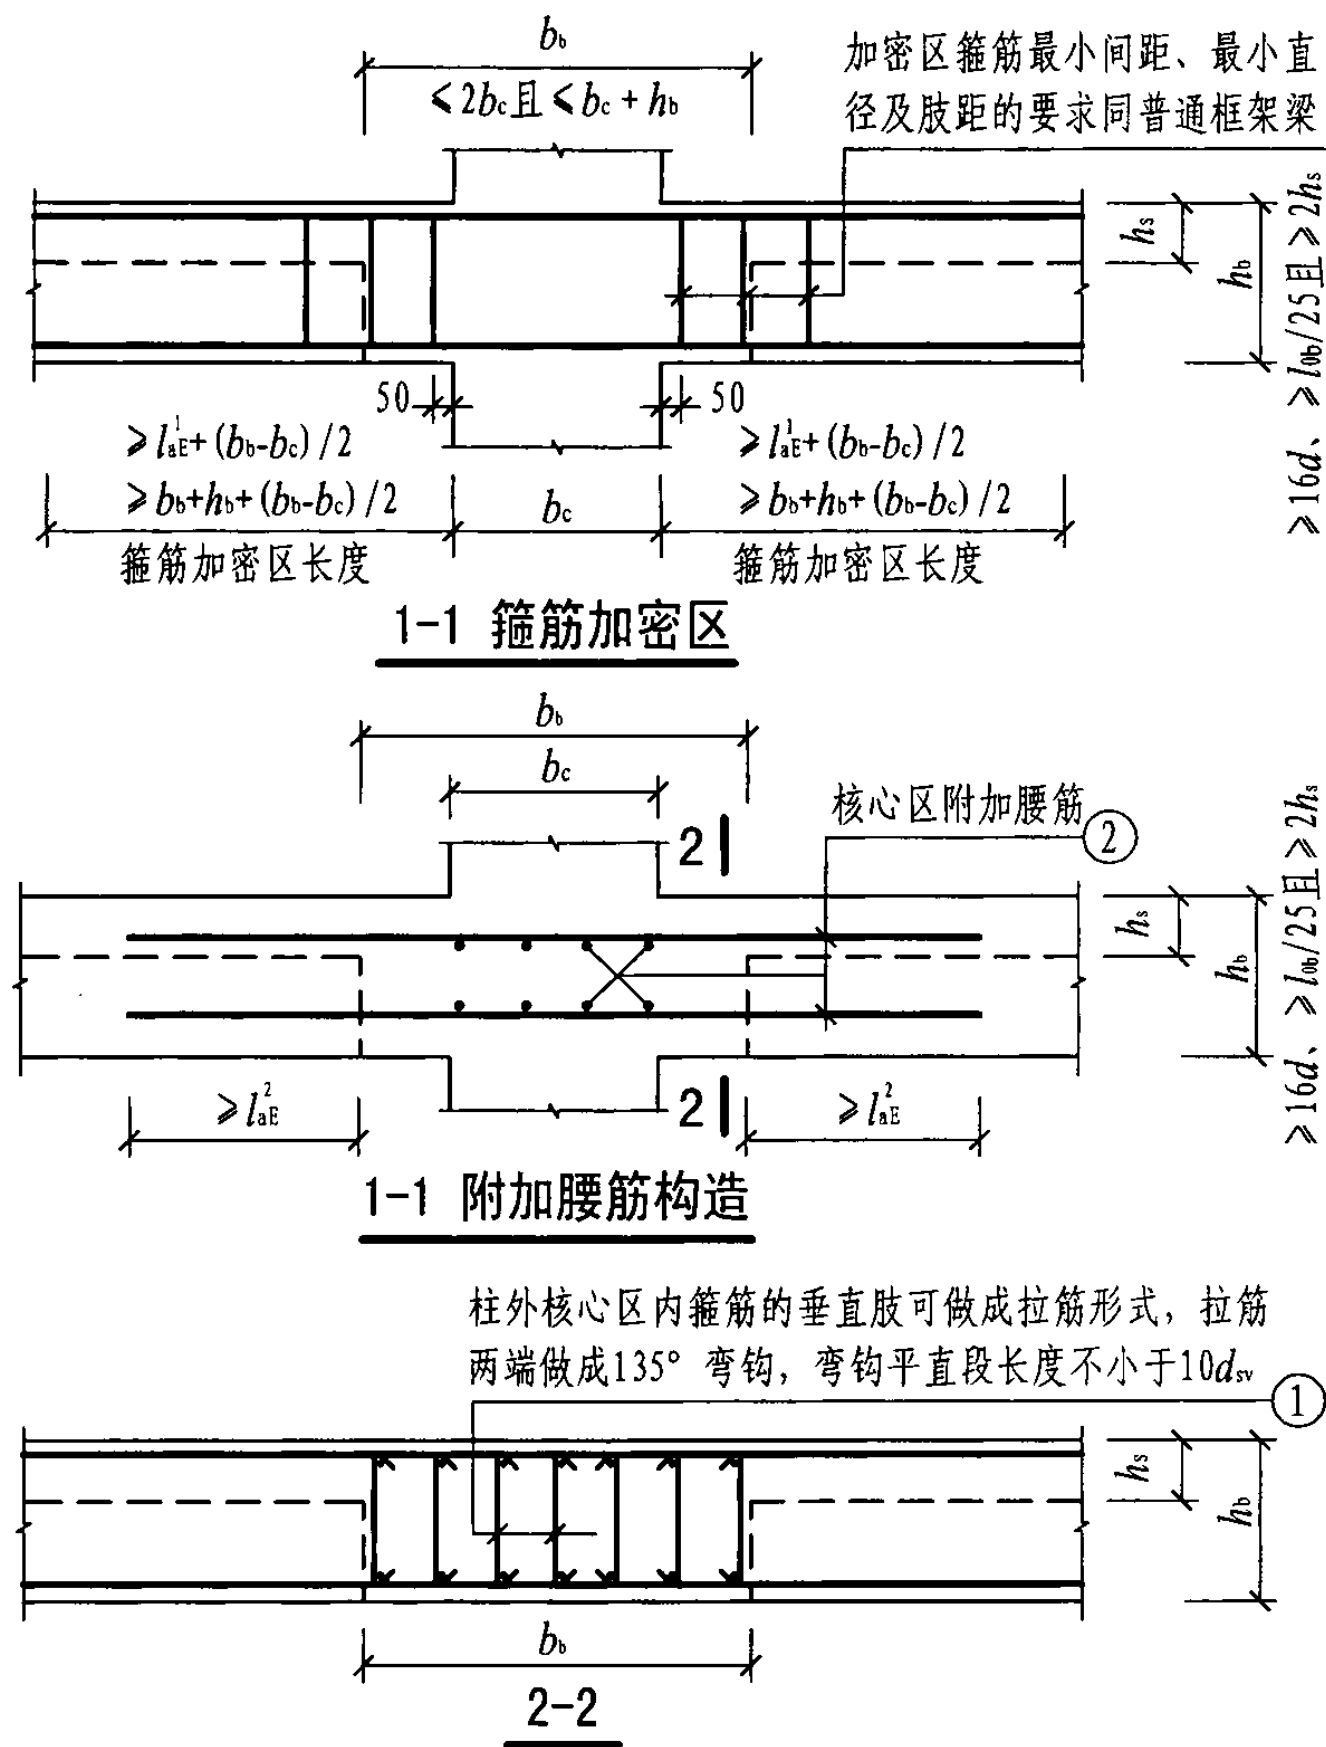 b_b
≤2b_c且≤b_c+h_b
加密区箍筋最小间距、最小直
径及肢距的要求同普通框架梁
h_s
h_b
≥16d、≥l_0b/25且≥2h_s
50
50
≥l_aE^1+(b_b-b_c)/2
≥l_aE^1+(b_b-b_c)/2
≥b_b+h_b+(b_b-b_c)/2
b_c
≥b_b+h_b+(b_b-b_c)/2
箍筋加密区长度
箍筋加密区长度
1-1 箍筋加密区
b_b
b_c
核心区附加腰筋
②
2
h_s
h_b
≥16d、≥l_0b/25且≥2h_s
≥l_aE^2
2
≥l_aE^2
1-1 附加腰筋构造
柱外核心区内箍筋的垂直肢可做成拉筋形式，拉筋
两端做成135° 弯钩，弯钩平直段长度不小于10d_sv
①
h_s
h_b
b_b
2-2